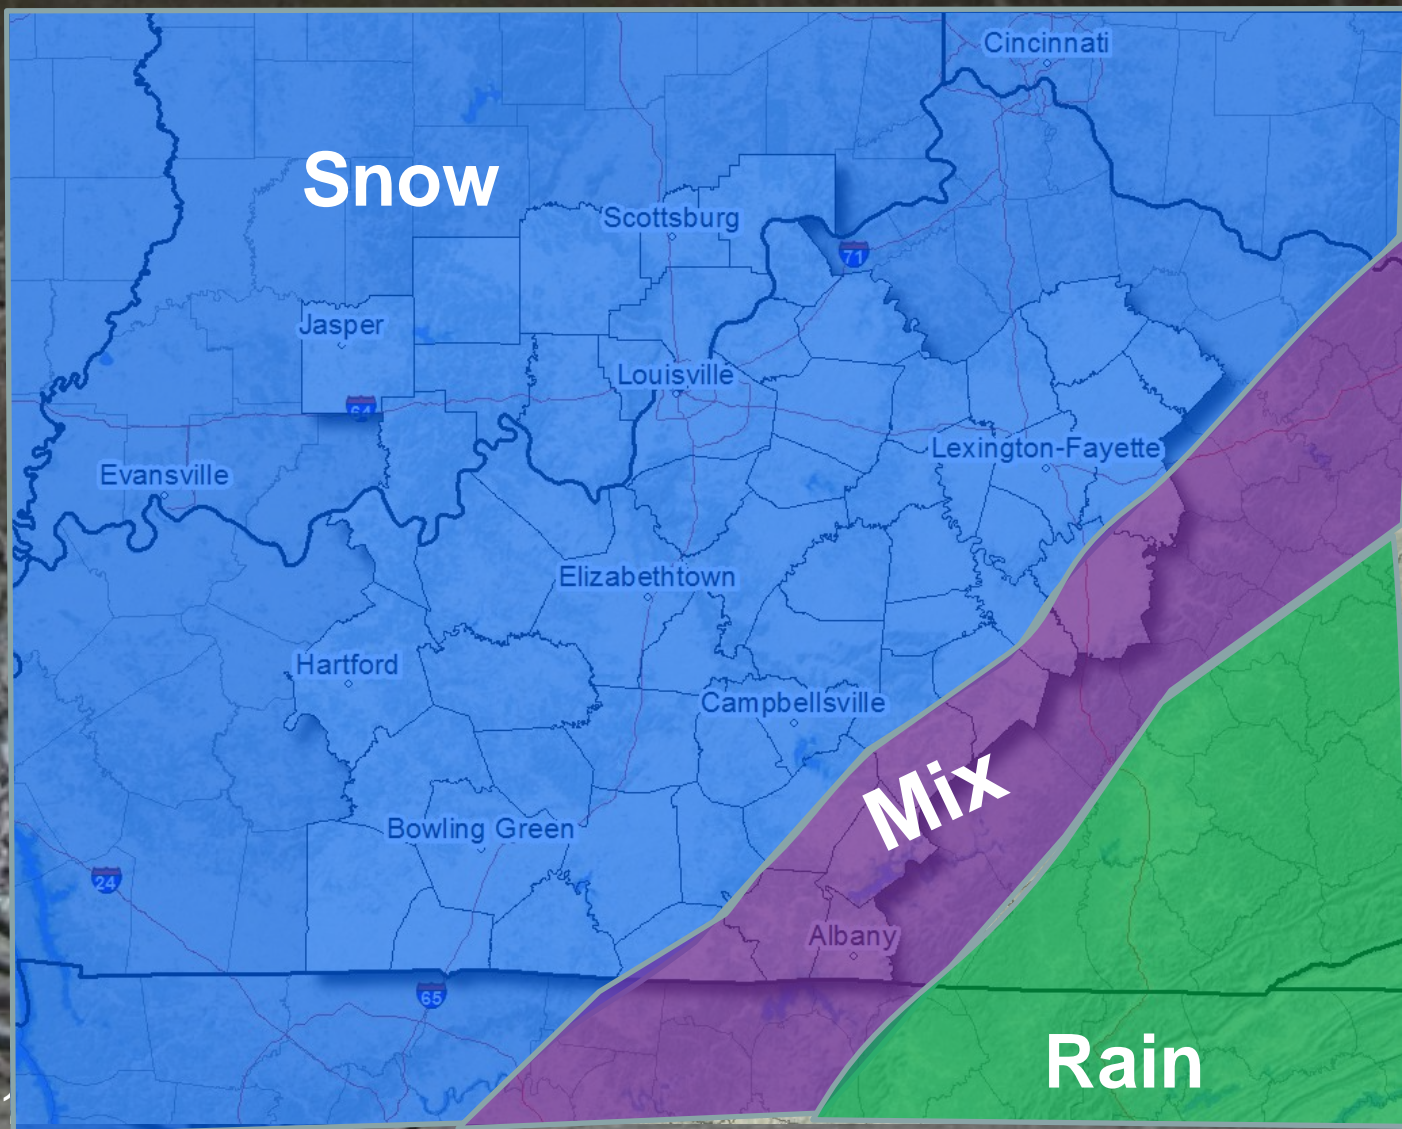 Cincinnati
Snow
Scottsburg
71
Jasper
Louisville
64
Lexington-Fayette
Evansville
Elizabethtown
Hartford
Campbellsville
Mix
Bowling Green
24
Albany
65
Rain